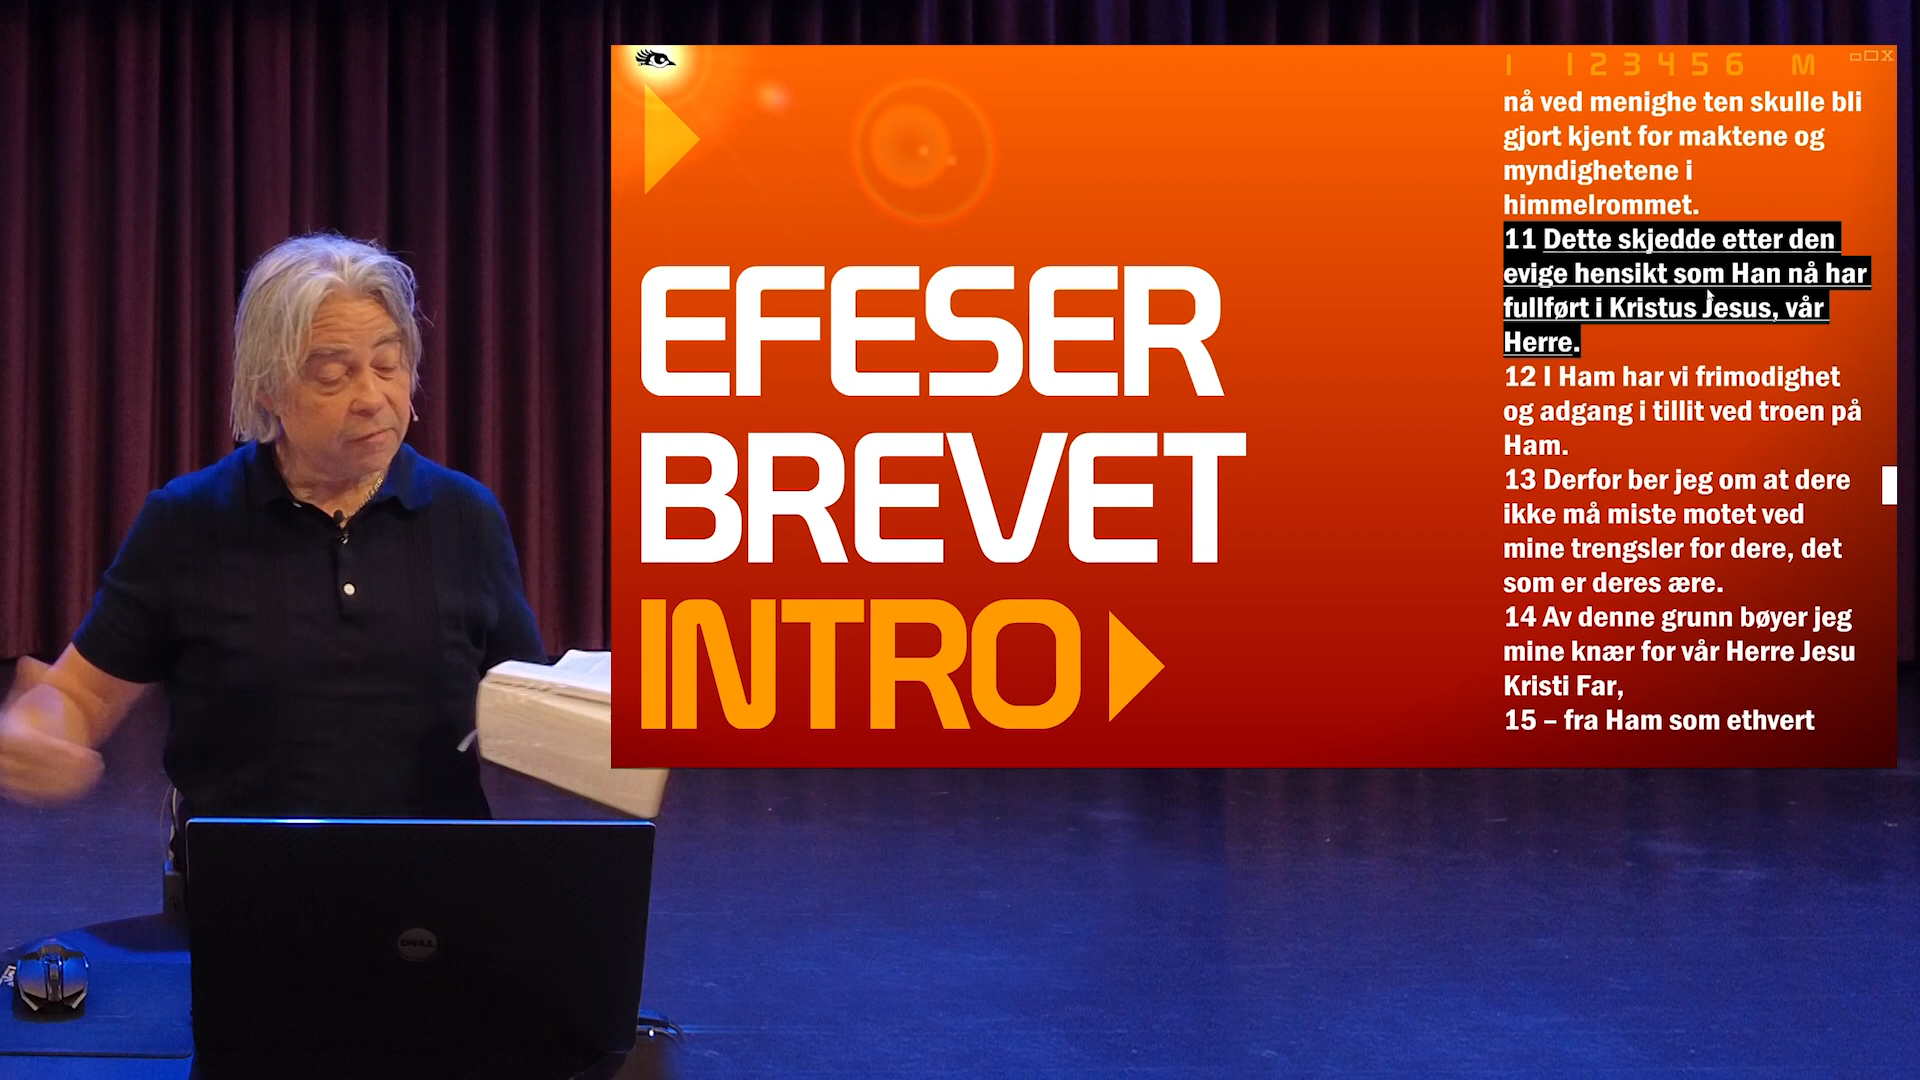 I 1 2 3 4 5 6 M
nå ved menighe ten skulle bli
gjort kjent for maktene og
myndighetene i
himmelrommet.
11 Dette skjedde etter den
evige hensikt som Han nå har
fullført i Kristus Jesus, vår
Herre.
12 I Ham har vi frimodighet
og adgang i tillit ved troen på
Ham.
13 Derfor ber jeg om at dere
ikke må miste motet ved
mine trengsler for dere, det
som er deres ære.
14 Av denne grunn bøyer jeg
mine knær for vår Herre Jesu
Kristi Far,
15 – fra Ham som ethvert
EFESER
BREVET
INTRO
DELL